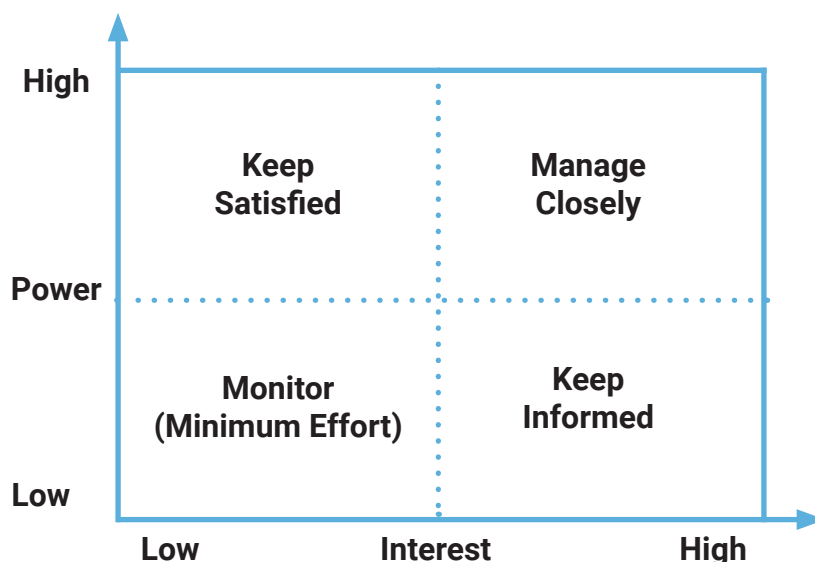 High
Keep
Satisfied
Manage
Closely
Power
Monitor
(Minimum Effort)
Keep
Informed
Low
Low
Interest
High